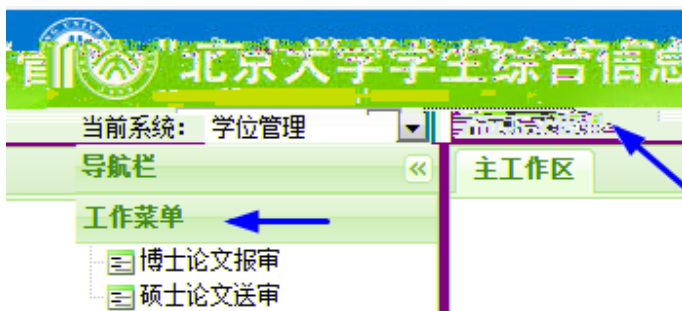 北京大学学生综合信息
当前系统： 学位管理
导航栏
主工作区
工作菜单
博士论文报审
硕士论文送审